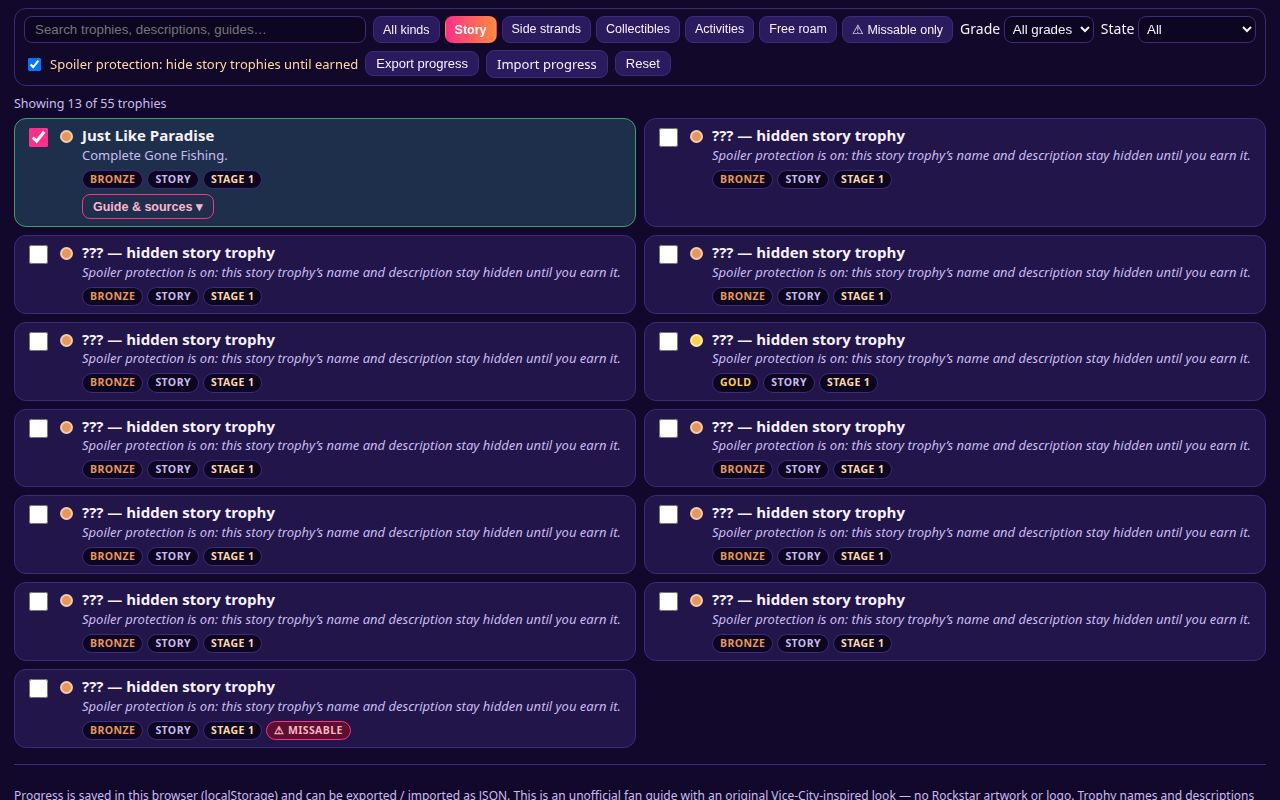 Search trophies, descriptions, guides…
All kinds
Story
Side strands
Collectibles
Activities
Free roam
⚠ Missable only
Grade
All grades
State
All
Spoiler protection: hide story trophies until earned
Export progress
Import progress
Reset
Showing 13 of 55 trophies
Just Like Paradise
Complete Gone Fishing.
BRONZE STORY STAGE 1
Guide & sources ▾
??? — hidden story trophy
Spoiler protection is on: this story trophy’s name and description stay hidden until you earn it.
BRONZE STORY STAGE 1
??? — hidden story trophy
Spoiler protection is on: this story trophy’s name and description stay hidden until you earn it.
BRONZE STORY STAGE 1
??? — hidden story trophy
Spoiler protection is on: this story trophy’s name and description stay hidden until you earn it.
BRONZE STORY STAGE 1
??? — hidden story trophy
Spoiler protection is on: this story trophy’s name and description stay hidden until you earn it.
BRONZE STORY STAGE 1
??? — hidden story trophy
Spoiler protection is on: this story trophy’s name and description stay hidden until you earn it.
GOLD STORY STAGE 1
??? — hidden story trophy
Spoiler protection is on: this story trophy’s name and description stay hidden until you earn it.
BRONZE STORY STAGE 1
??? — hidden story trophy
Spoiler protection is on: this story trophy’s name and description stay hidden until you earn it.
BRONZE STORY STAGE 1
??? — hidden story trophy
Spoiler protection is on: this story trophy’s name and description stay hidden until you earn it.
BRONZE STORY STAGE 1
??? — hidden story trophy
Spoiler protection is on: this story trophy’s name and description stay hidden until you earn it.
BRONZE STORY STAGE 1
??? — hidden story trophy
Spoiler protection is on: this story trophy’s name and description stay hidden until you earn it.
BRONZE STORY STAGE 1
??? — hidden story trophy
Spoiler protection is on: this story trophy’s name and description stay hidden until you earn it.
BRONZE STORY STAGE 1
??? — hidden story trophy
Spoiler protection is on: this story trophy’s name and description stay hidden until you earn it.
BRONZE STORY STAGE 1 ⚠ MISSABLE
Progress is saved in this browser (localStorage) and can be exported / imported as JSON. This is an unofficial fan guide with an original Vice-City-inspired look — no Rockstar artwork or logo. Trophy names and descriptions